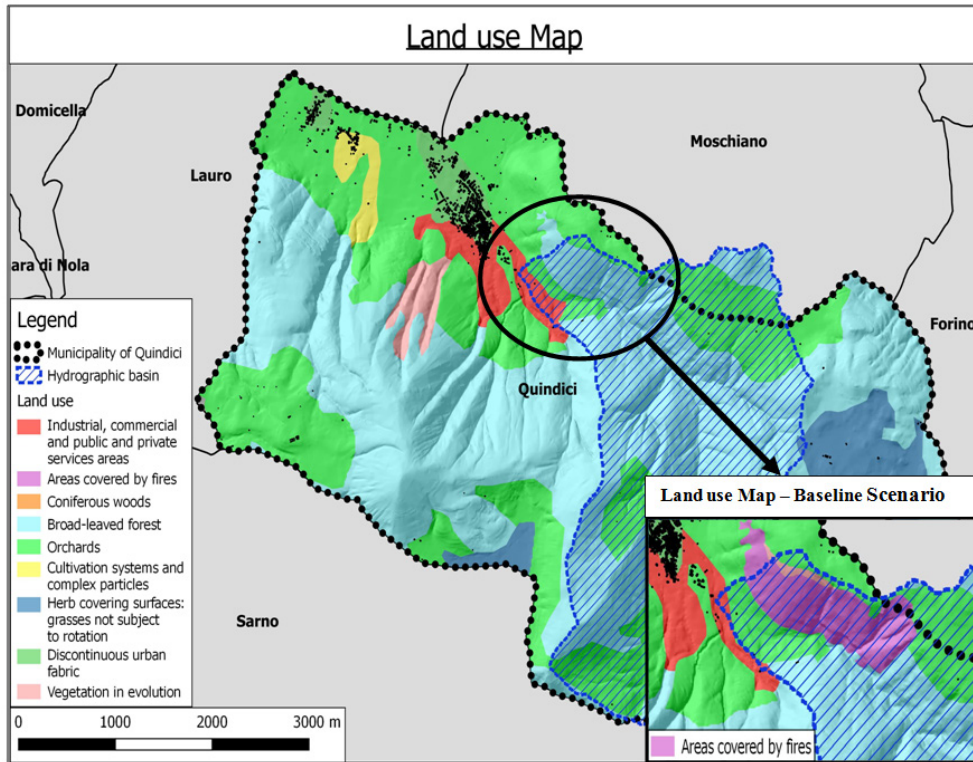 Land use Map
Domicella
Moschiano
Lauro
ara di Nola
Forino
Quindici
Sarno
Legend
Municipality of Quindici
Hydrographic basin
Land use
Industrial, commercial
and public and private
services areas
Areas covered by fires
Coniferous woods
Broad-leaved forest
Orchards
Cultivation systems and
complex particles
Herb covering surfaces:
grasses not subject
to rotation
Discontinuous urban
fabric
Vegetation in evolution
0 1000 2000 3000 m
Land use Map – Baseline Scenario
Areas covered by fires